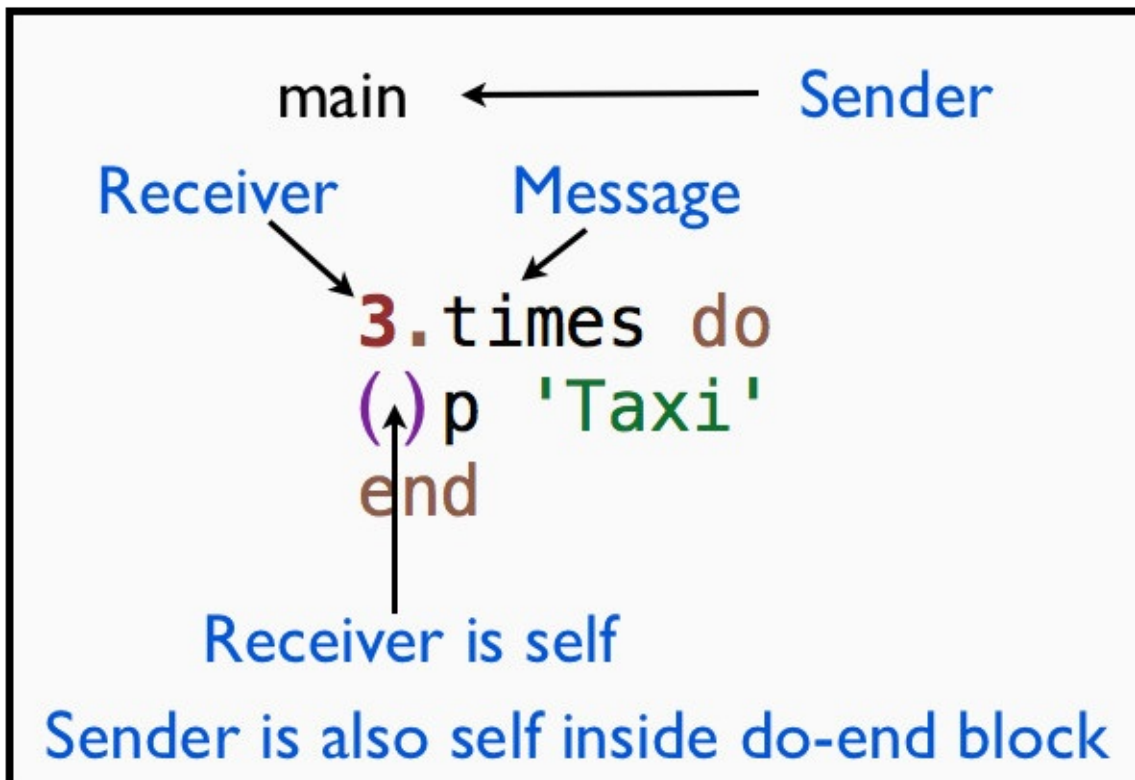 main Sender
Receiver Message
3.times do
()p 'Taxi'
end
Receiver is self
Sender is also self inside do-end block